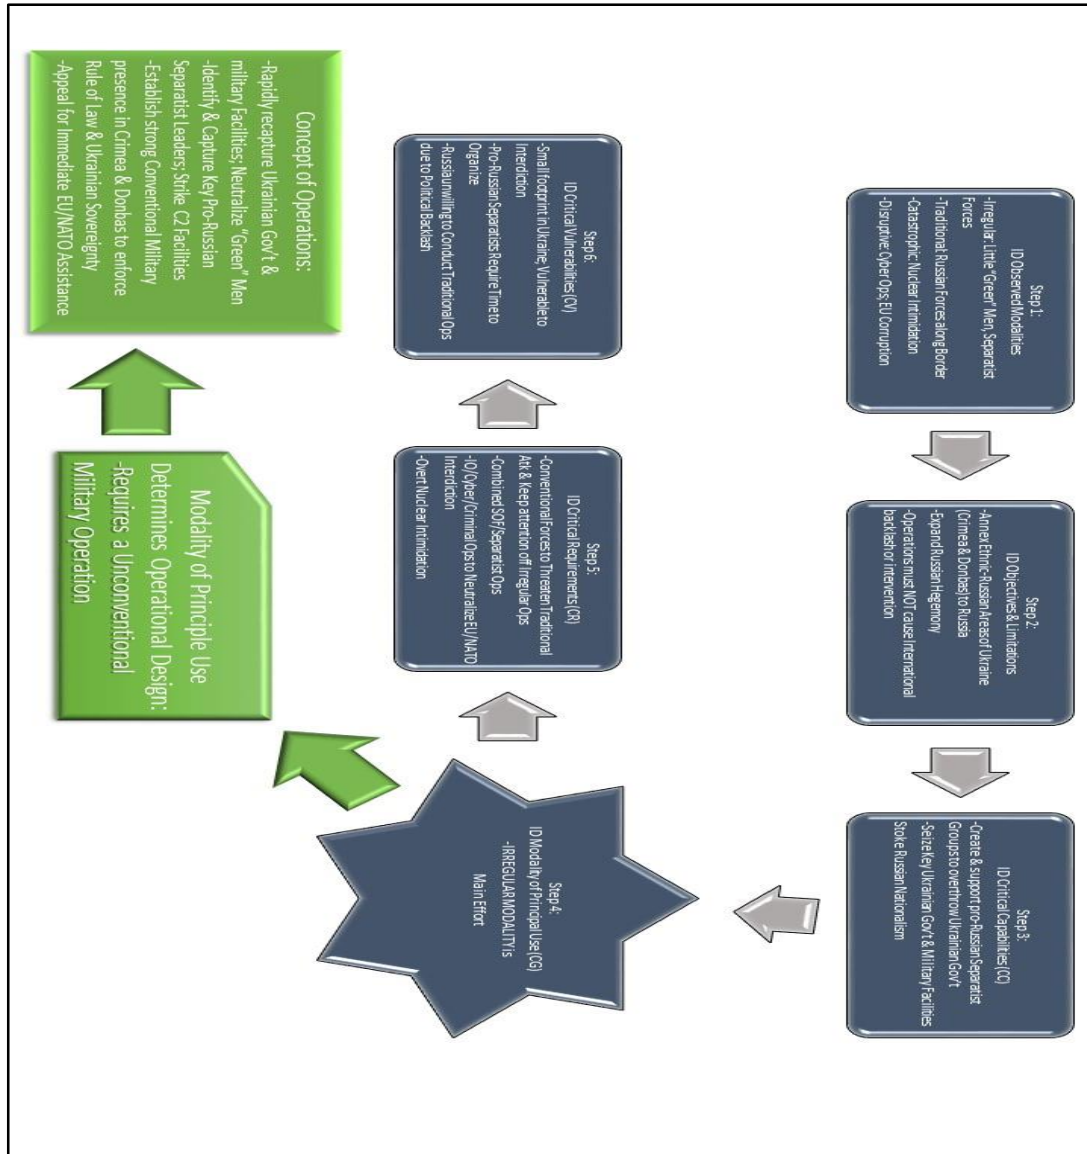 Step 1:
ID Observed Modalities
-Irregular: Little “Green” Men, Separatist
Forces
-Traditional: Russian Forces along Border
-Catastrophic: Nuclear Intimidation
-Disruptive: Cyber Ops; EU Corruption
Step 2:
ID Objectives & Limitations
-Annex Ethnic-Russian Areas of Ukraine
(Crimea & Donbas) to Russia
-Expand Russian Hegemony
-Operations must NOT cause International
backlash or intervention
Step 3:
ID Critical Capabilities (CC)
-Create & support pro-Russian Separatist
Groups to overthrow Ukrainian Gov’t
-Seize Key Ukrainian Gov’t & Military Facilities
Stoke Russian Nationalism
Step 4:
ID Modality of Principal Use (CG)
-IRREGULAR MODALITY is
Main Effort
Step 5:
ID Critical Requirements (CR)
-Conventional Forces to Threaten Traditional
Atk & Keep attention off Irregular Ops
-Combined SOF/Separatist Ops
-IO/Cyber/Criminal Ops to Neutralize EU/NATO
Interdiction
-Overt Nuclear Intimidation
Step 6:
ID Critical Vulnerabilities (CV)
-Small footprint in Ukraine; Vulnerable to
Interdiction
-Pro-Russian Separatists Require Time to
Organize
-Russia unwilling to Conduct Traditional Ops
due to Political Backlash
Modality of Principle Use
Determines Operational Design:
-Requires a Unconventional
Military Operation
Concept of Operations:
-Rapidly recapture Ukrainian Gov’t &
military Facilities; Neutralize “Green” Men
-Identify & Capture Key Pro-Russian
Separatist Leaders; Strike C2 Facilities
-Establish strong Conventional Military
presence in Crimea & Donbas to enforce
Rule of Law & Ukrainian Sovereignty
-Appeal for Immediate EU/NATO Assistance